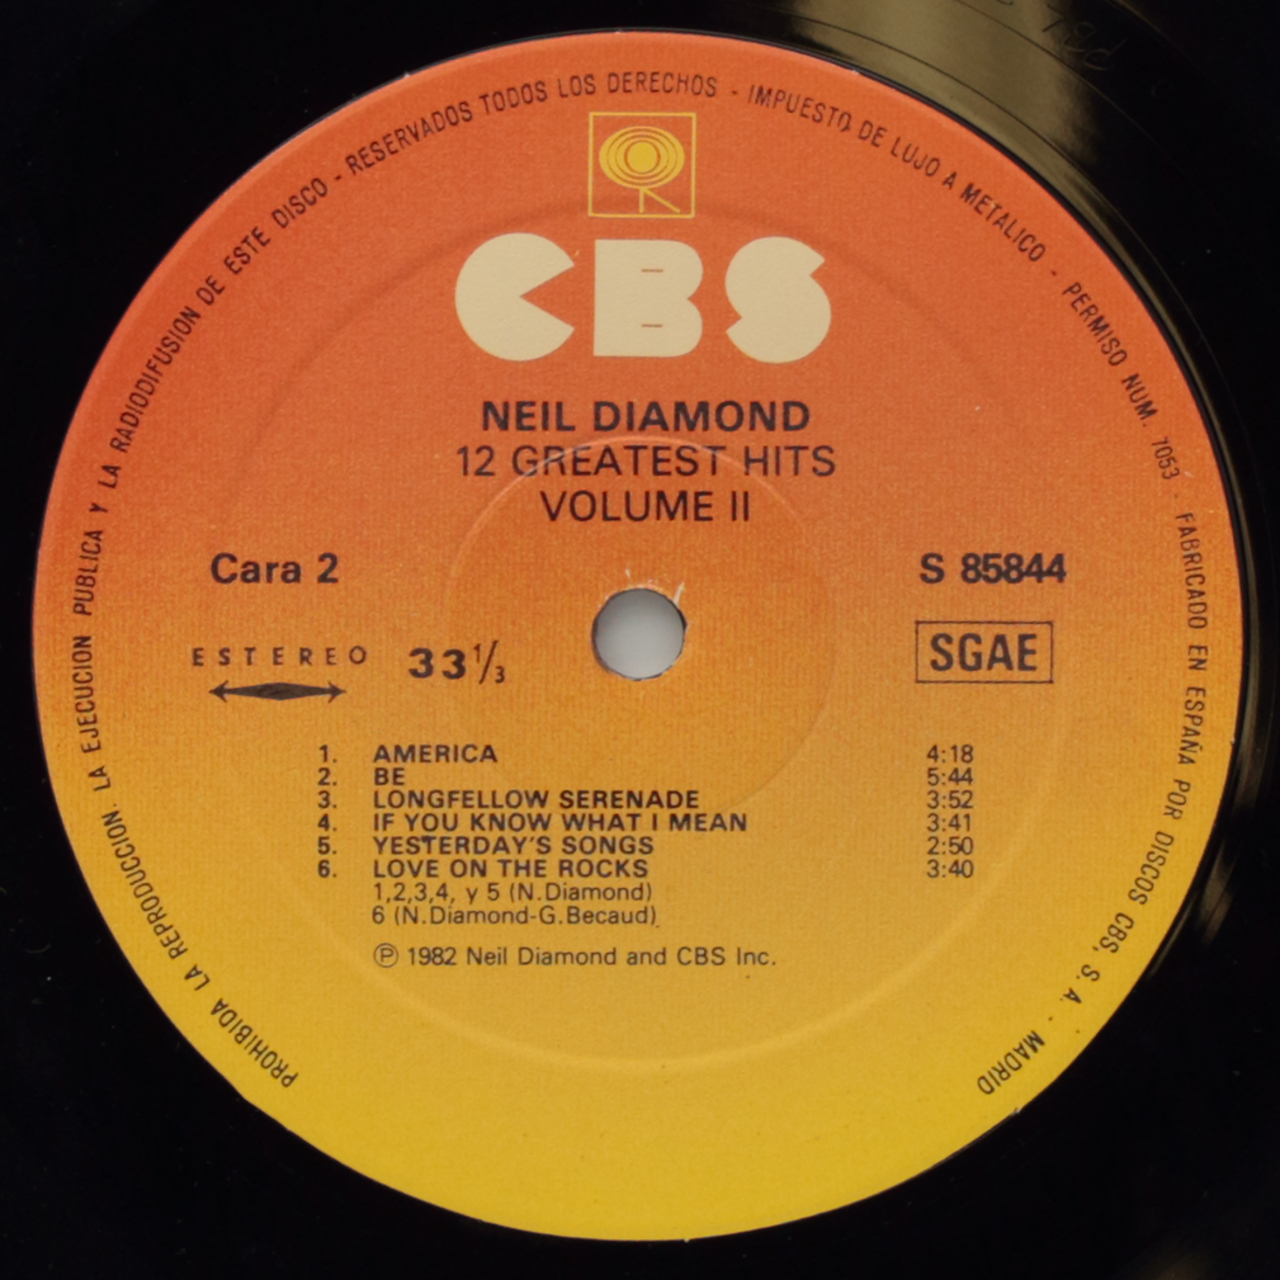 PROHIBIDA LA REPRODUCCION. LA EJECUCION PUBLICA Y LA RADIODIFUSION DE ESTE DISCO - RESERVADOS TODOS LOS DERECHOS - IMPUESTO DE LUJO A METALICO - PERMISO NUM. 7053 - FABRICADO EN ESPAÑA POR DISCOS CBS, S. A. - MADRID
CBS
NEIL DIAMOND
12 GREATEST HITS
VOLUME II
Cara 2 S 85844
ESTEREO 33 1/3 SGAE
1. AMERICA 4:18
2. BE 5:44
3. LONGFELLOW SERENADE 3:52
4. IF YOU KNOW WHAT I MEAN 3:41
5. YESTERDAY'S SONGS 2:50
6. LOVE ON THE ROCKS 3:40
1,2,3,4, y 5 (N.Diamond)
6 (N.Diamond-G.Becaud)
℗ 1982 Neil Diamond and CBS Inc.